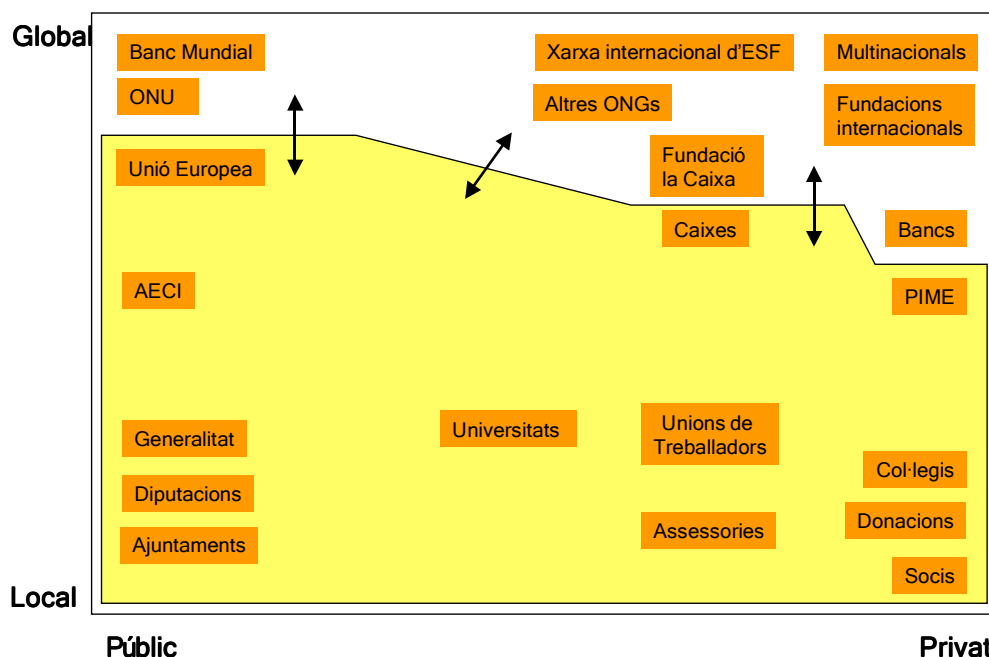 Global
Banc Mundial
Xarxa internacional d'ESF
Multinacionals
ONU
Altres ONGs
Fundacions
internacionals
Fundació
la Caixa
Unió Europea
Caixes
Bancs
AECI
PIME
Generalitat
Universitats
Unions de
Treballadors
Col·legis
Diputacions
Donacions
Ajuntaments
Assessories
Socis
Local
Públic
Privat